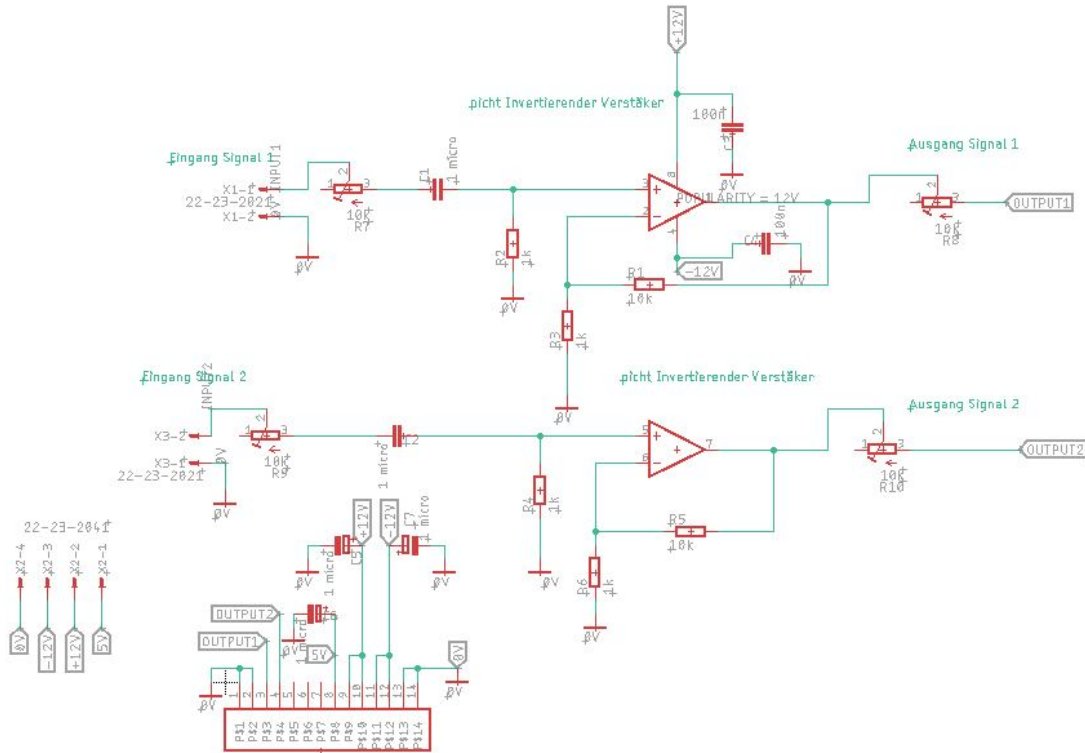 +12V
nicht Invertierender Verstäker
100n
C3
0V
Eingang Signal 1
INPUT1
X1-1
22-23-2021
X1-2
0V
0V
1
2
3
10k
R7
C1
1 micro
R2
1k
0V
3
2
8
4
1
POPULARITY = 12V
-12V
C4
100n
0V
R1
10k
R3
1k
0V
Ausgang Signal 1
1
2
3
10k
R8
OUTPUT1
Eingang Signal 2
INPUT2
X3-2
X3-1
22-23-2021
0V
0V
1
2
3
10k
R9
C2
1 micro
R4
1k
0V
nicht Invertierender Verstäker
5
6
7
R5
10k
R6
1k
0V
Ausgang Signal 2
1
2
3
10k
R10
OUTPUT2
22-23-2041
X2-4
X2-3
X2-2
X2-1
0V
-12V
+12V
5V
+12V
-12V
C5
1 micro
0V
C7
1 micro
0V
C6
1 micro
0V
OUTPUT2
OUTPUT1
5V
0V
0V
0V
1 2 3 4 5 6 7 8 9 10 11 12 13 14
P$1 P$2 P$3 P$4 P$5 P$6 P$7 P$8 P$9 P$10 P$11 P$12 P$13 P$14